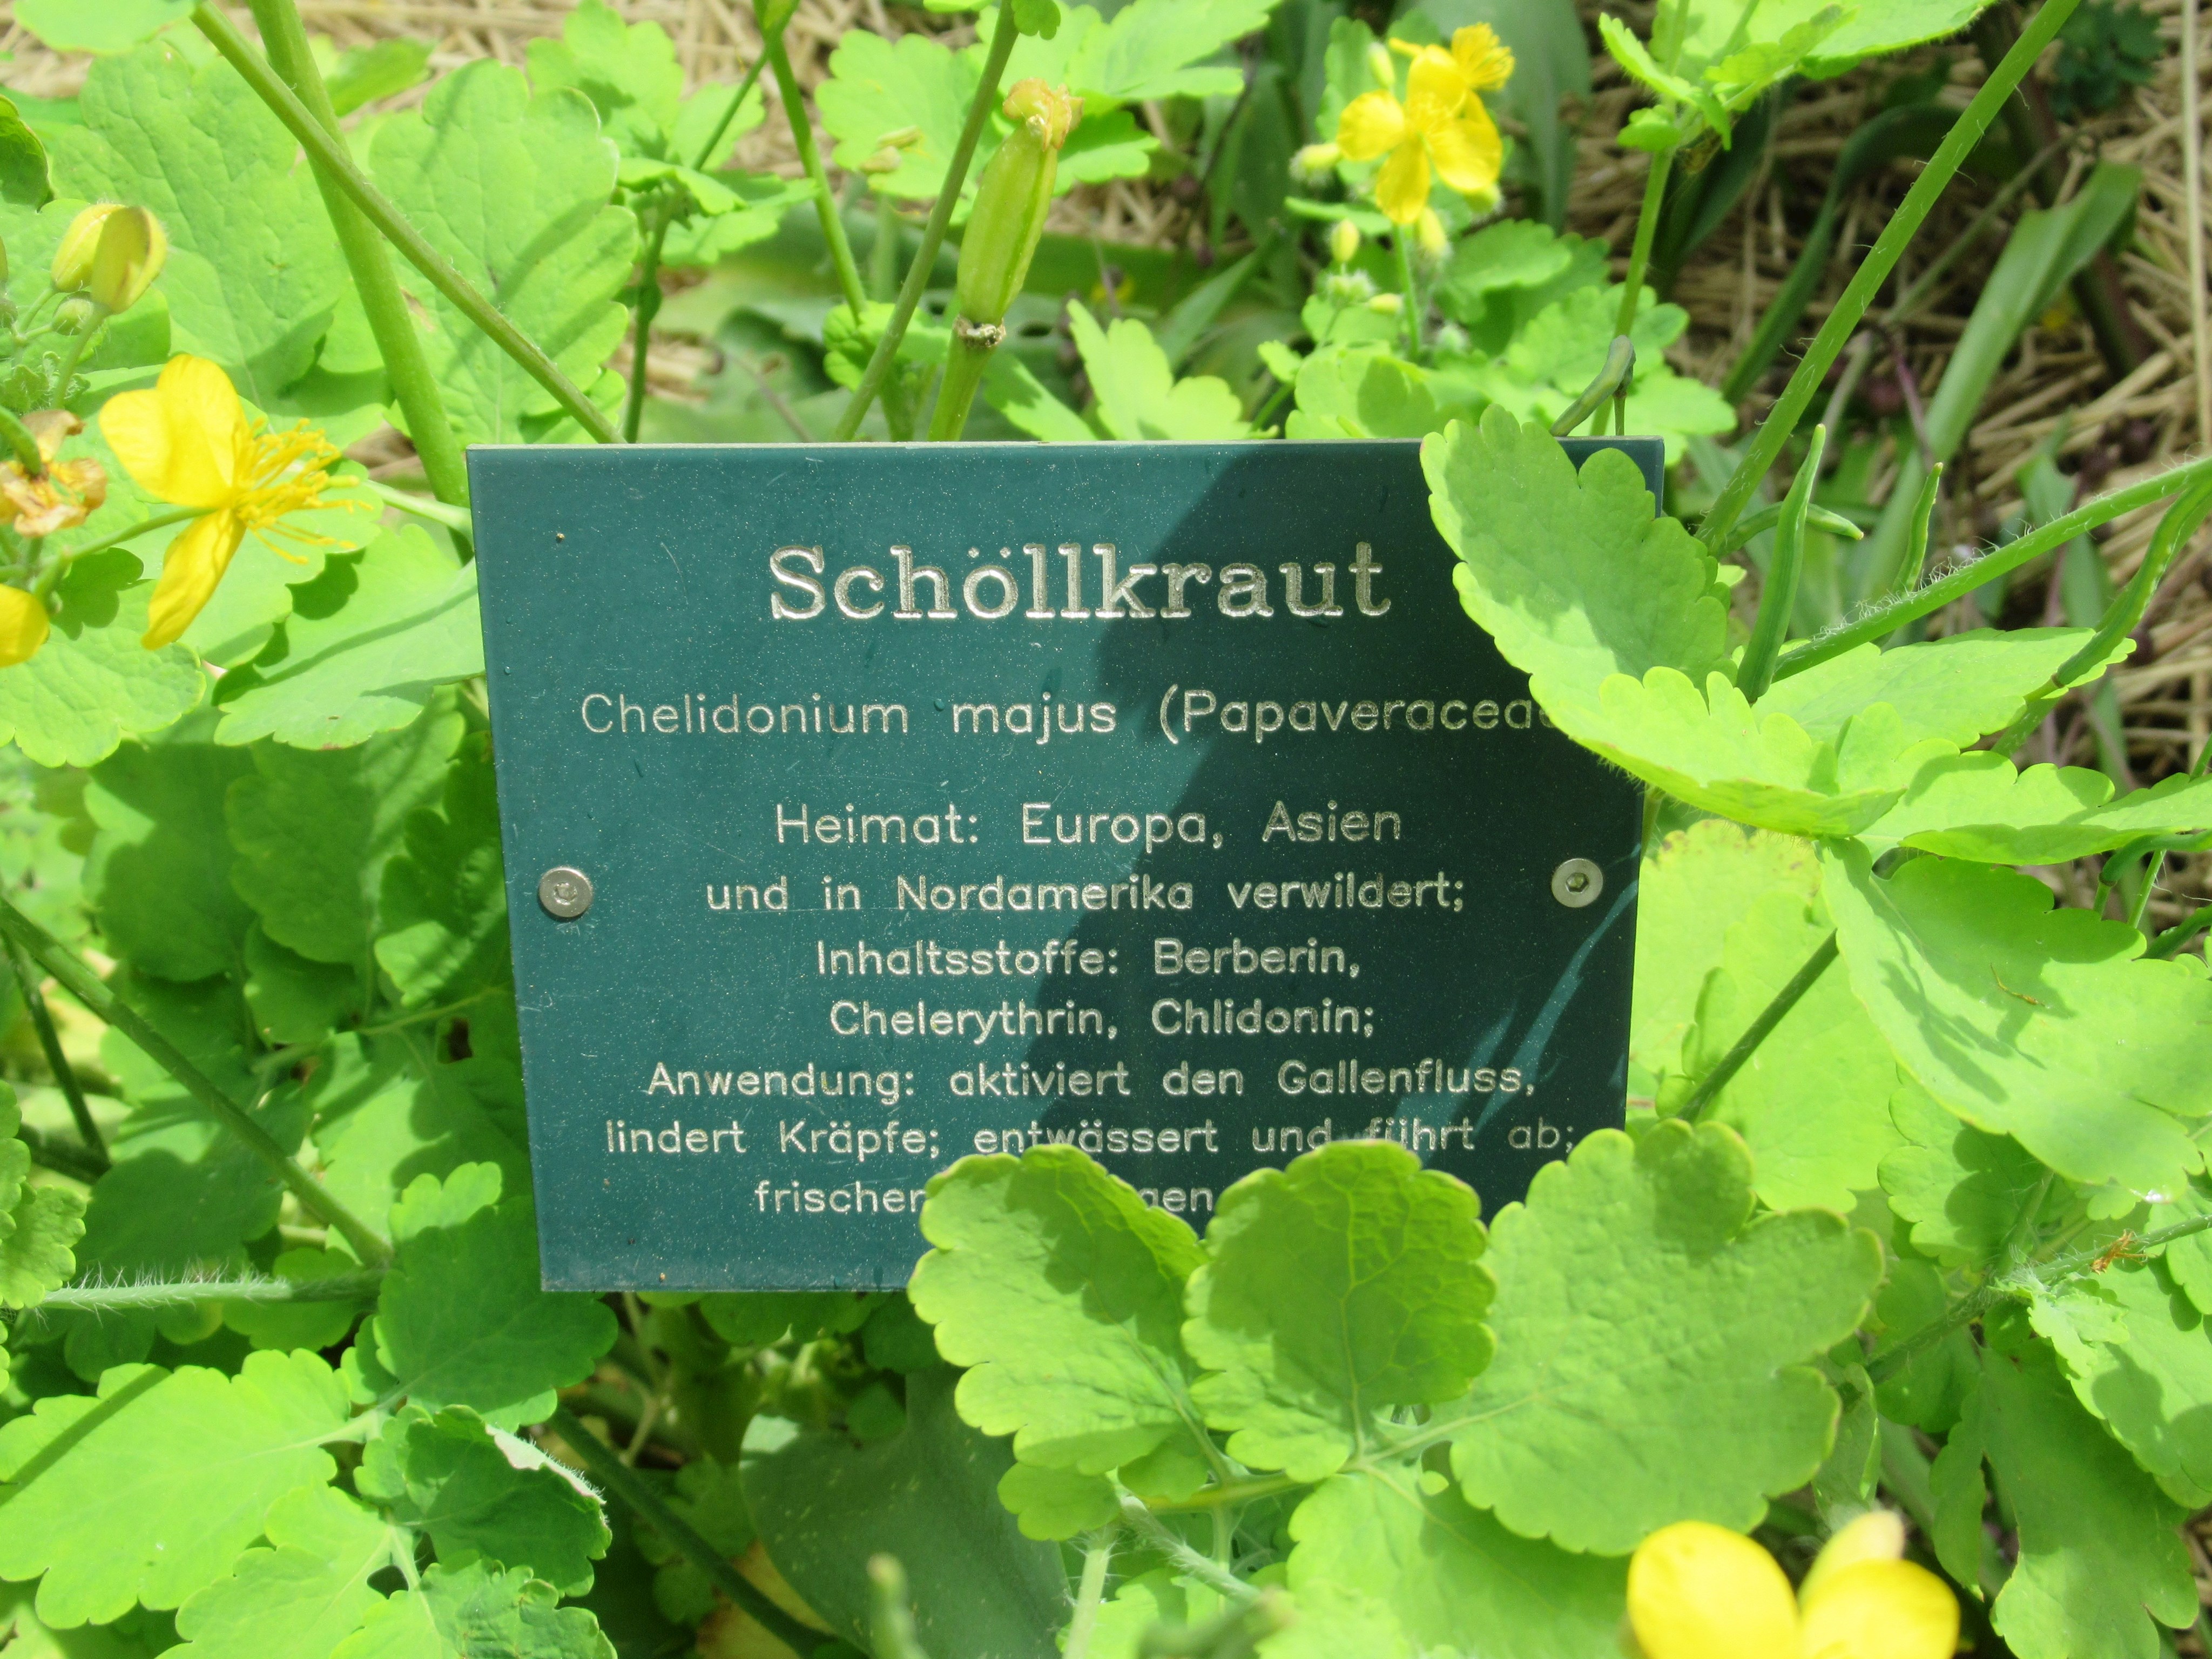 Schöllkraut
Chelidonium majus (Papaveraceae
Heimat: Europa, Asien
und in Nordamerika verwildert;
Inhaltsstoffe: Berberin,
Chelerythrin, Chlidonin;
Anwendung: aktiviert den Gallenfluss,
lindert Kräpfe; entwässert und führt ab;
frischer